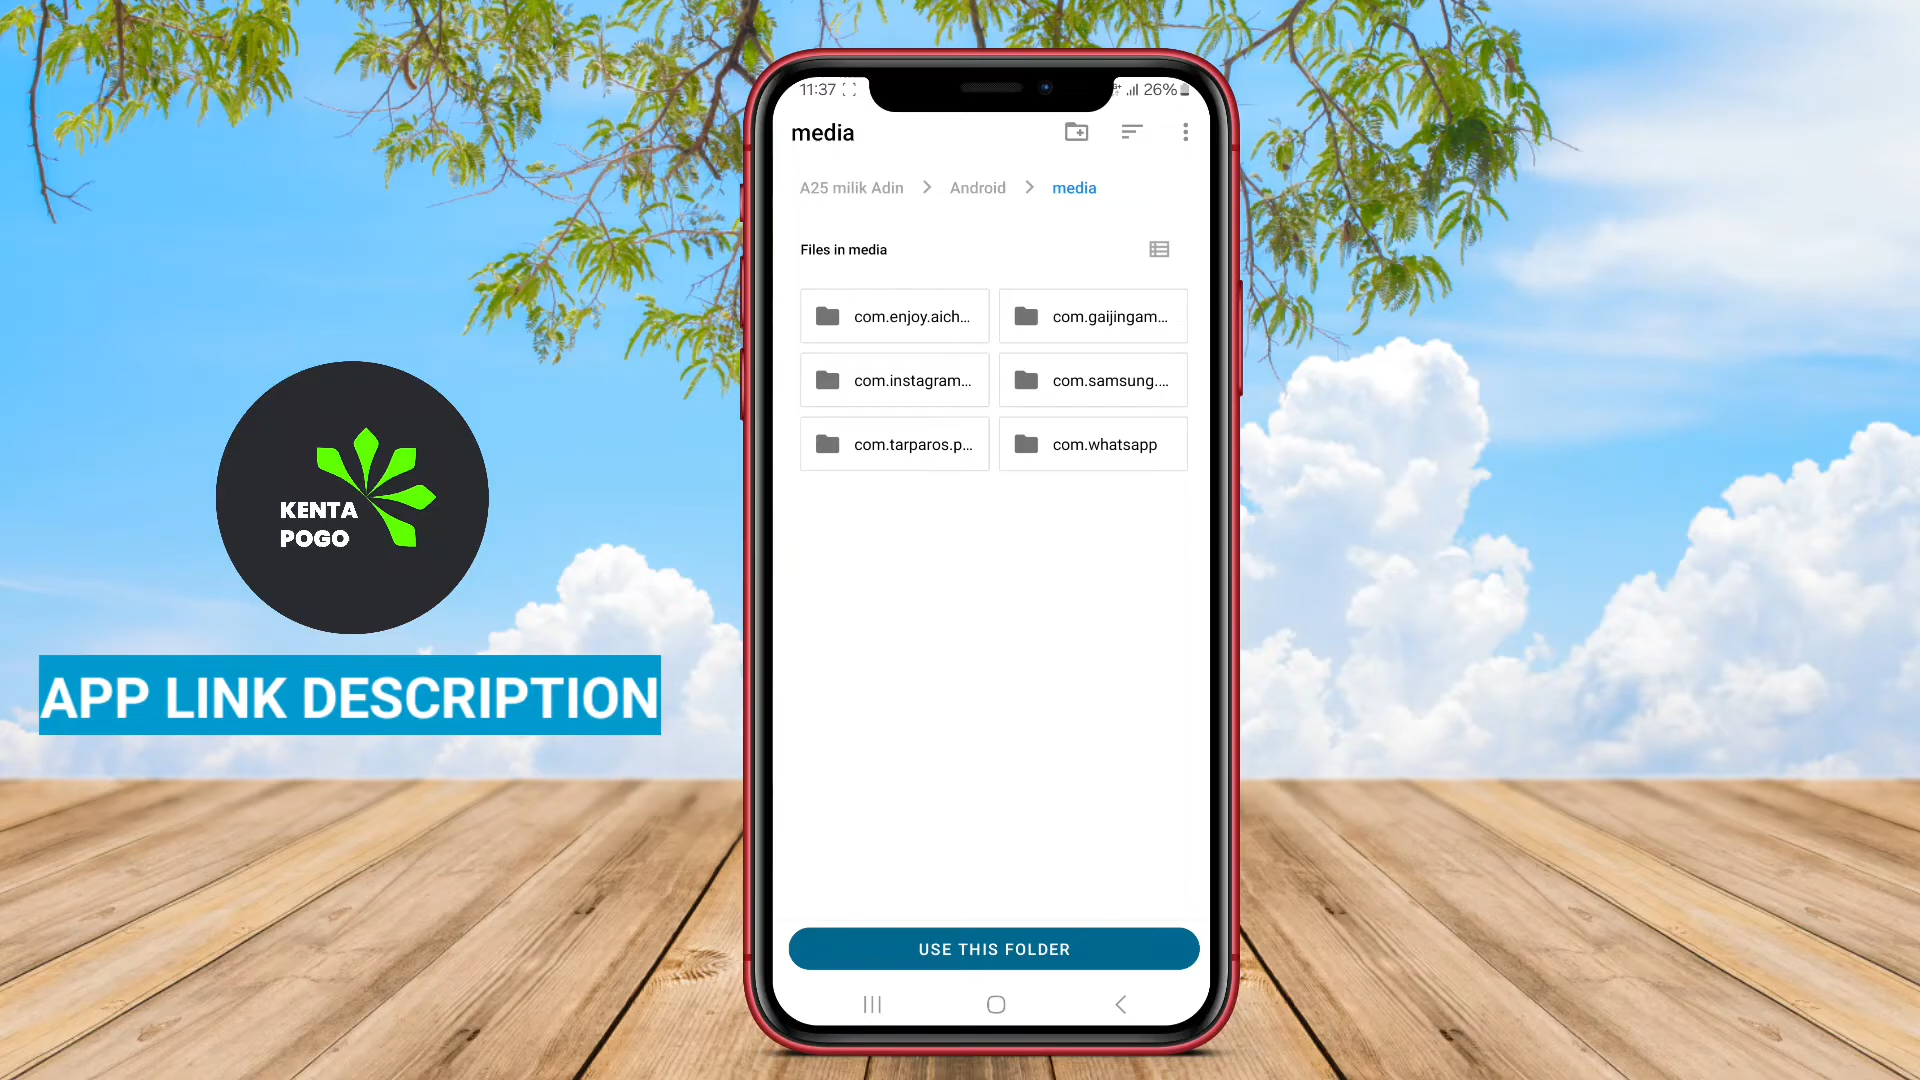 11:37
26%
media
A25 milik Adin > Android > media
Files in media
com.enjoy.aich...
com.gaijingam...
com.instagram...
com.samsung....
com.tarparos.p...
com.whatsapp
USE THIS FOLDER
KENTA
POGO
APP LINK DESCRIPTION